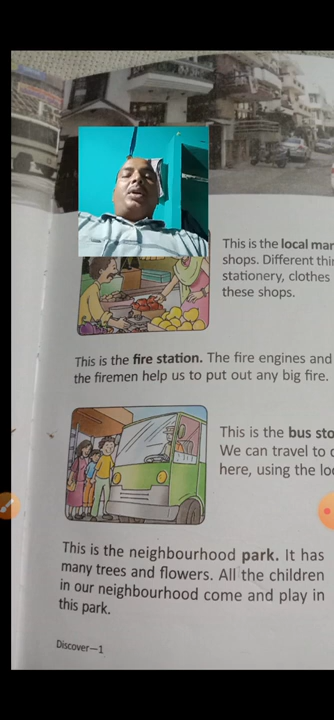 This is the local mar
shops. Different thi
stationery, clothes
these shops.
This is the fire station. The fire engines and
the firemen help us to put out any big fire.
This is the bus sto
We can travel to
here, using the lo
This is the neighbourhood park. It has
many trees and flowers. All the children
in our neighbourhood come and play in
this park.
Discover—1